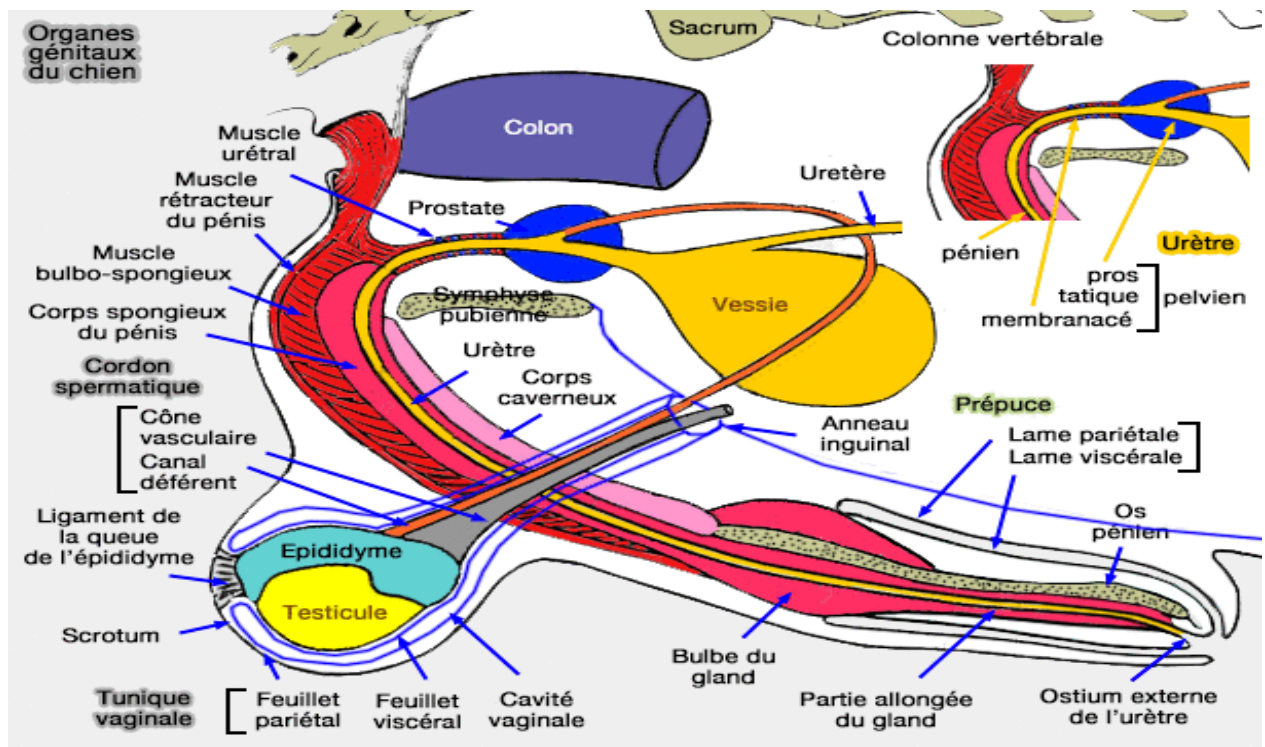 Organes
génitaux
du chien
Sacrum
Colonne vertébrale
Colon
Muscle
urétral
Muscle
rétracteur
du pénis
Prostate
Uretère
Muscle
bulbo-spongieux
Corps spongieux
du pénis
Symphyse
pubienne
Vessie
pénien
Urètre
pros
tatique
membranacé
pelvien
Urètre
Corps
caverneux
Cordon
spermatique
Cône
vasculaire
Canal
déférent
Anneau
inguinal
Prépuce
Lame pariétale
Lame viscérale
Os
pénien
Ligament de
la queue
de l'épididyme
Epididyme
Testicule
Scrotum
Tunique
vaginale
Feuillet
pariétal
Feuillet
viscéral
Cavité
vaginale
Bulbe du
gland
Partie allongée
du gland
Ostium externe
de l'urètre